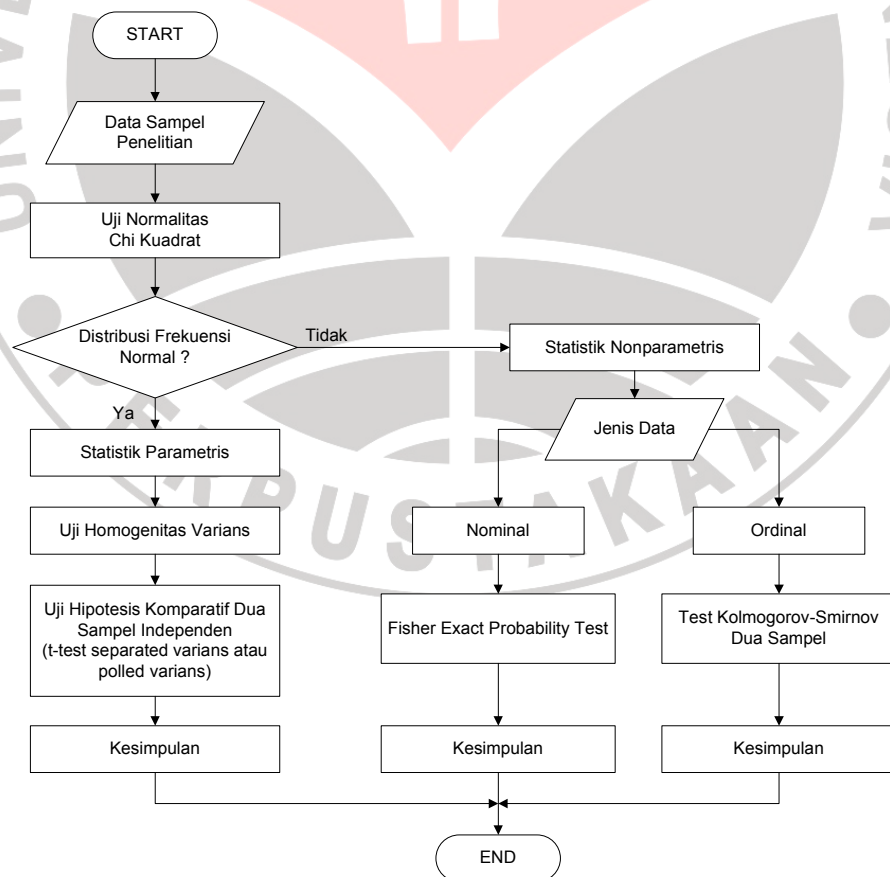 START
Data Sampel
Penelitian
Uji Normalitas
Chi Kuadrat
Distribusi Frekuensi
Normal ?
Tidak
Ya
Statistik Nonparametris
Jenis Data
Statistik Parametris
Uji Homogenitas Varians
Nominal
Ordinal
Uji Hipotesis Komparatif Dua
Sampel Independen
(t-test separated varians atau
polled varians)
Fisher Exact Probability Test
Test Kolmogorov-Smirnov
Dua Sampel
Kesimpulan
Kesimpulan
Kesimpulan
END
PUSTAKAAN